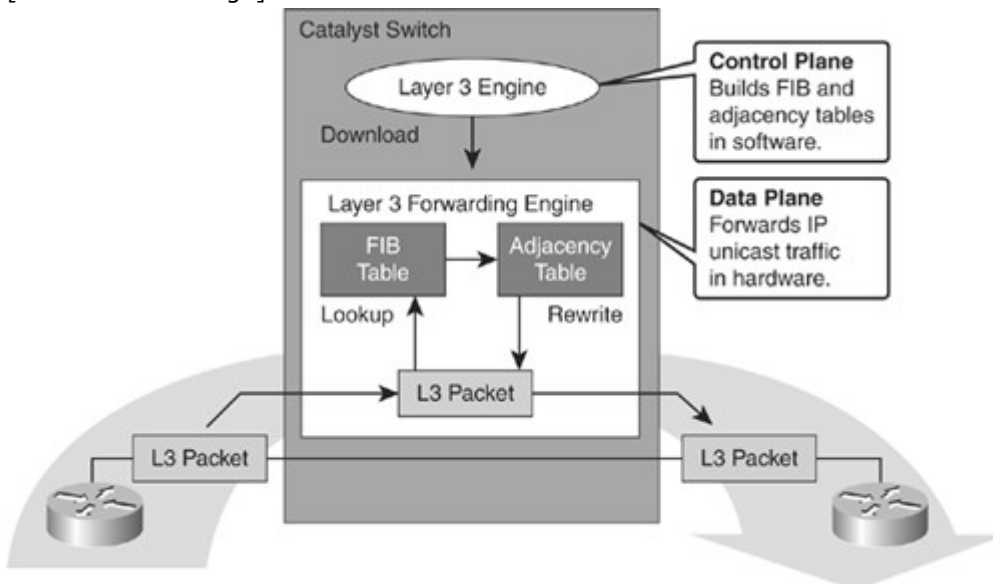 Catalyst Switch
Layer 3 Engine
Control Plane
Builds FIB and
adjacency tables
in software.
Download
Data Plane
Forwards IP
unicast traffic
in hardware.
Layer 3 Forwarding Engine
FIB
Table
Adjacency
Table
Lookup
Rewrite
L3 Packet
L3 Packet
L3 Packet